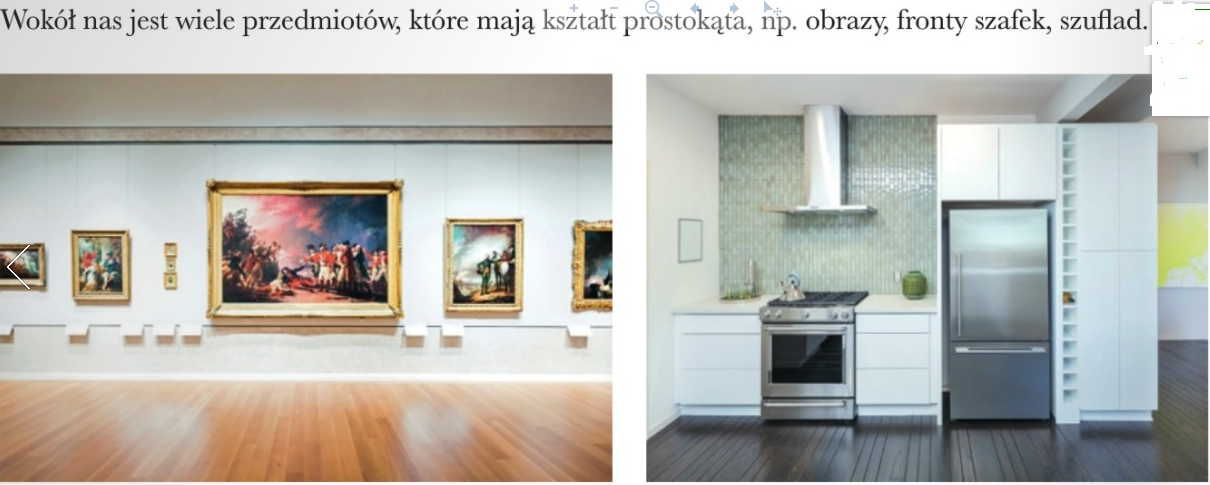 Wokół nas jest wiele przedmiotów, które mają kształt prostokąta, np. obrazy, fronty szafek, szuflad.